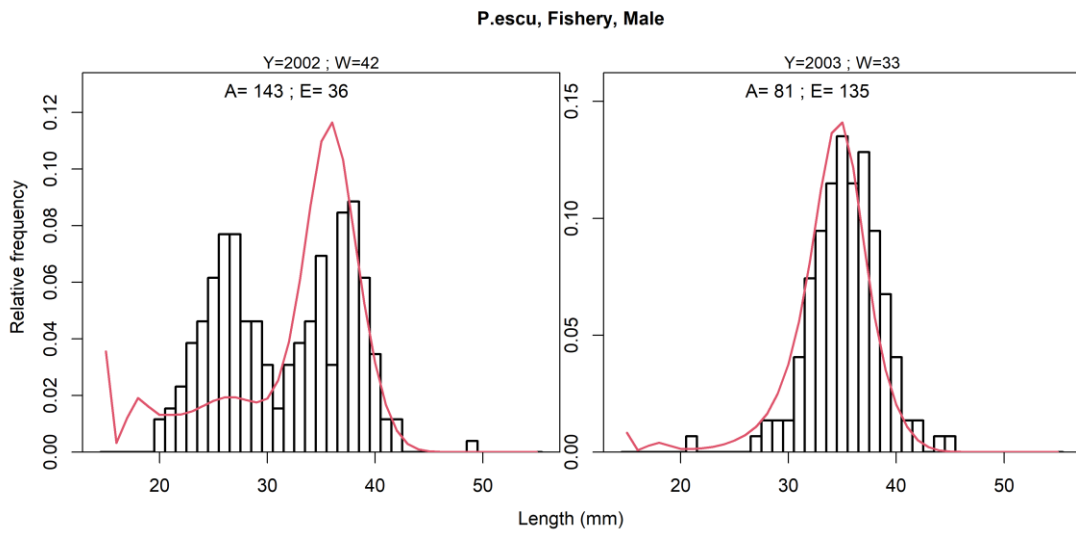 P.escu, Fishery, Male
Y=2002 ; W=42
A= 143 ; E= 36
Relative frequency
0.12
0.10
0.08
0.06
0.04
0.02
0.00
20
30
40
50
Y=2003 ; W=33
A= 81 ; E= 135
0.15
0.10
0.05
0.00
20
30
40
50
Length (mm)